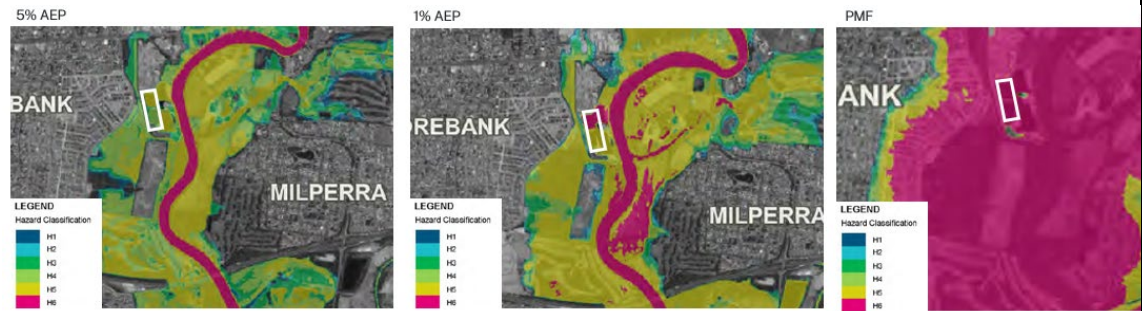 5% AEP
BANK
MILPERRA
LEGEND
Hazard Classification
H1
H2
H3
H4
H5
H6
1% AEP
OREBANK
MILPERRA
LEGEND
Hazard Classification
H1
H2
H3
H4
H5
H6
PMF
ANK
LEGEND
Hazard Classification
H1
H2
H3
H4
H5
H6